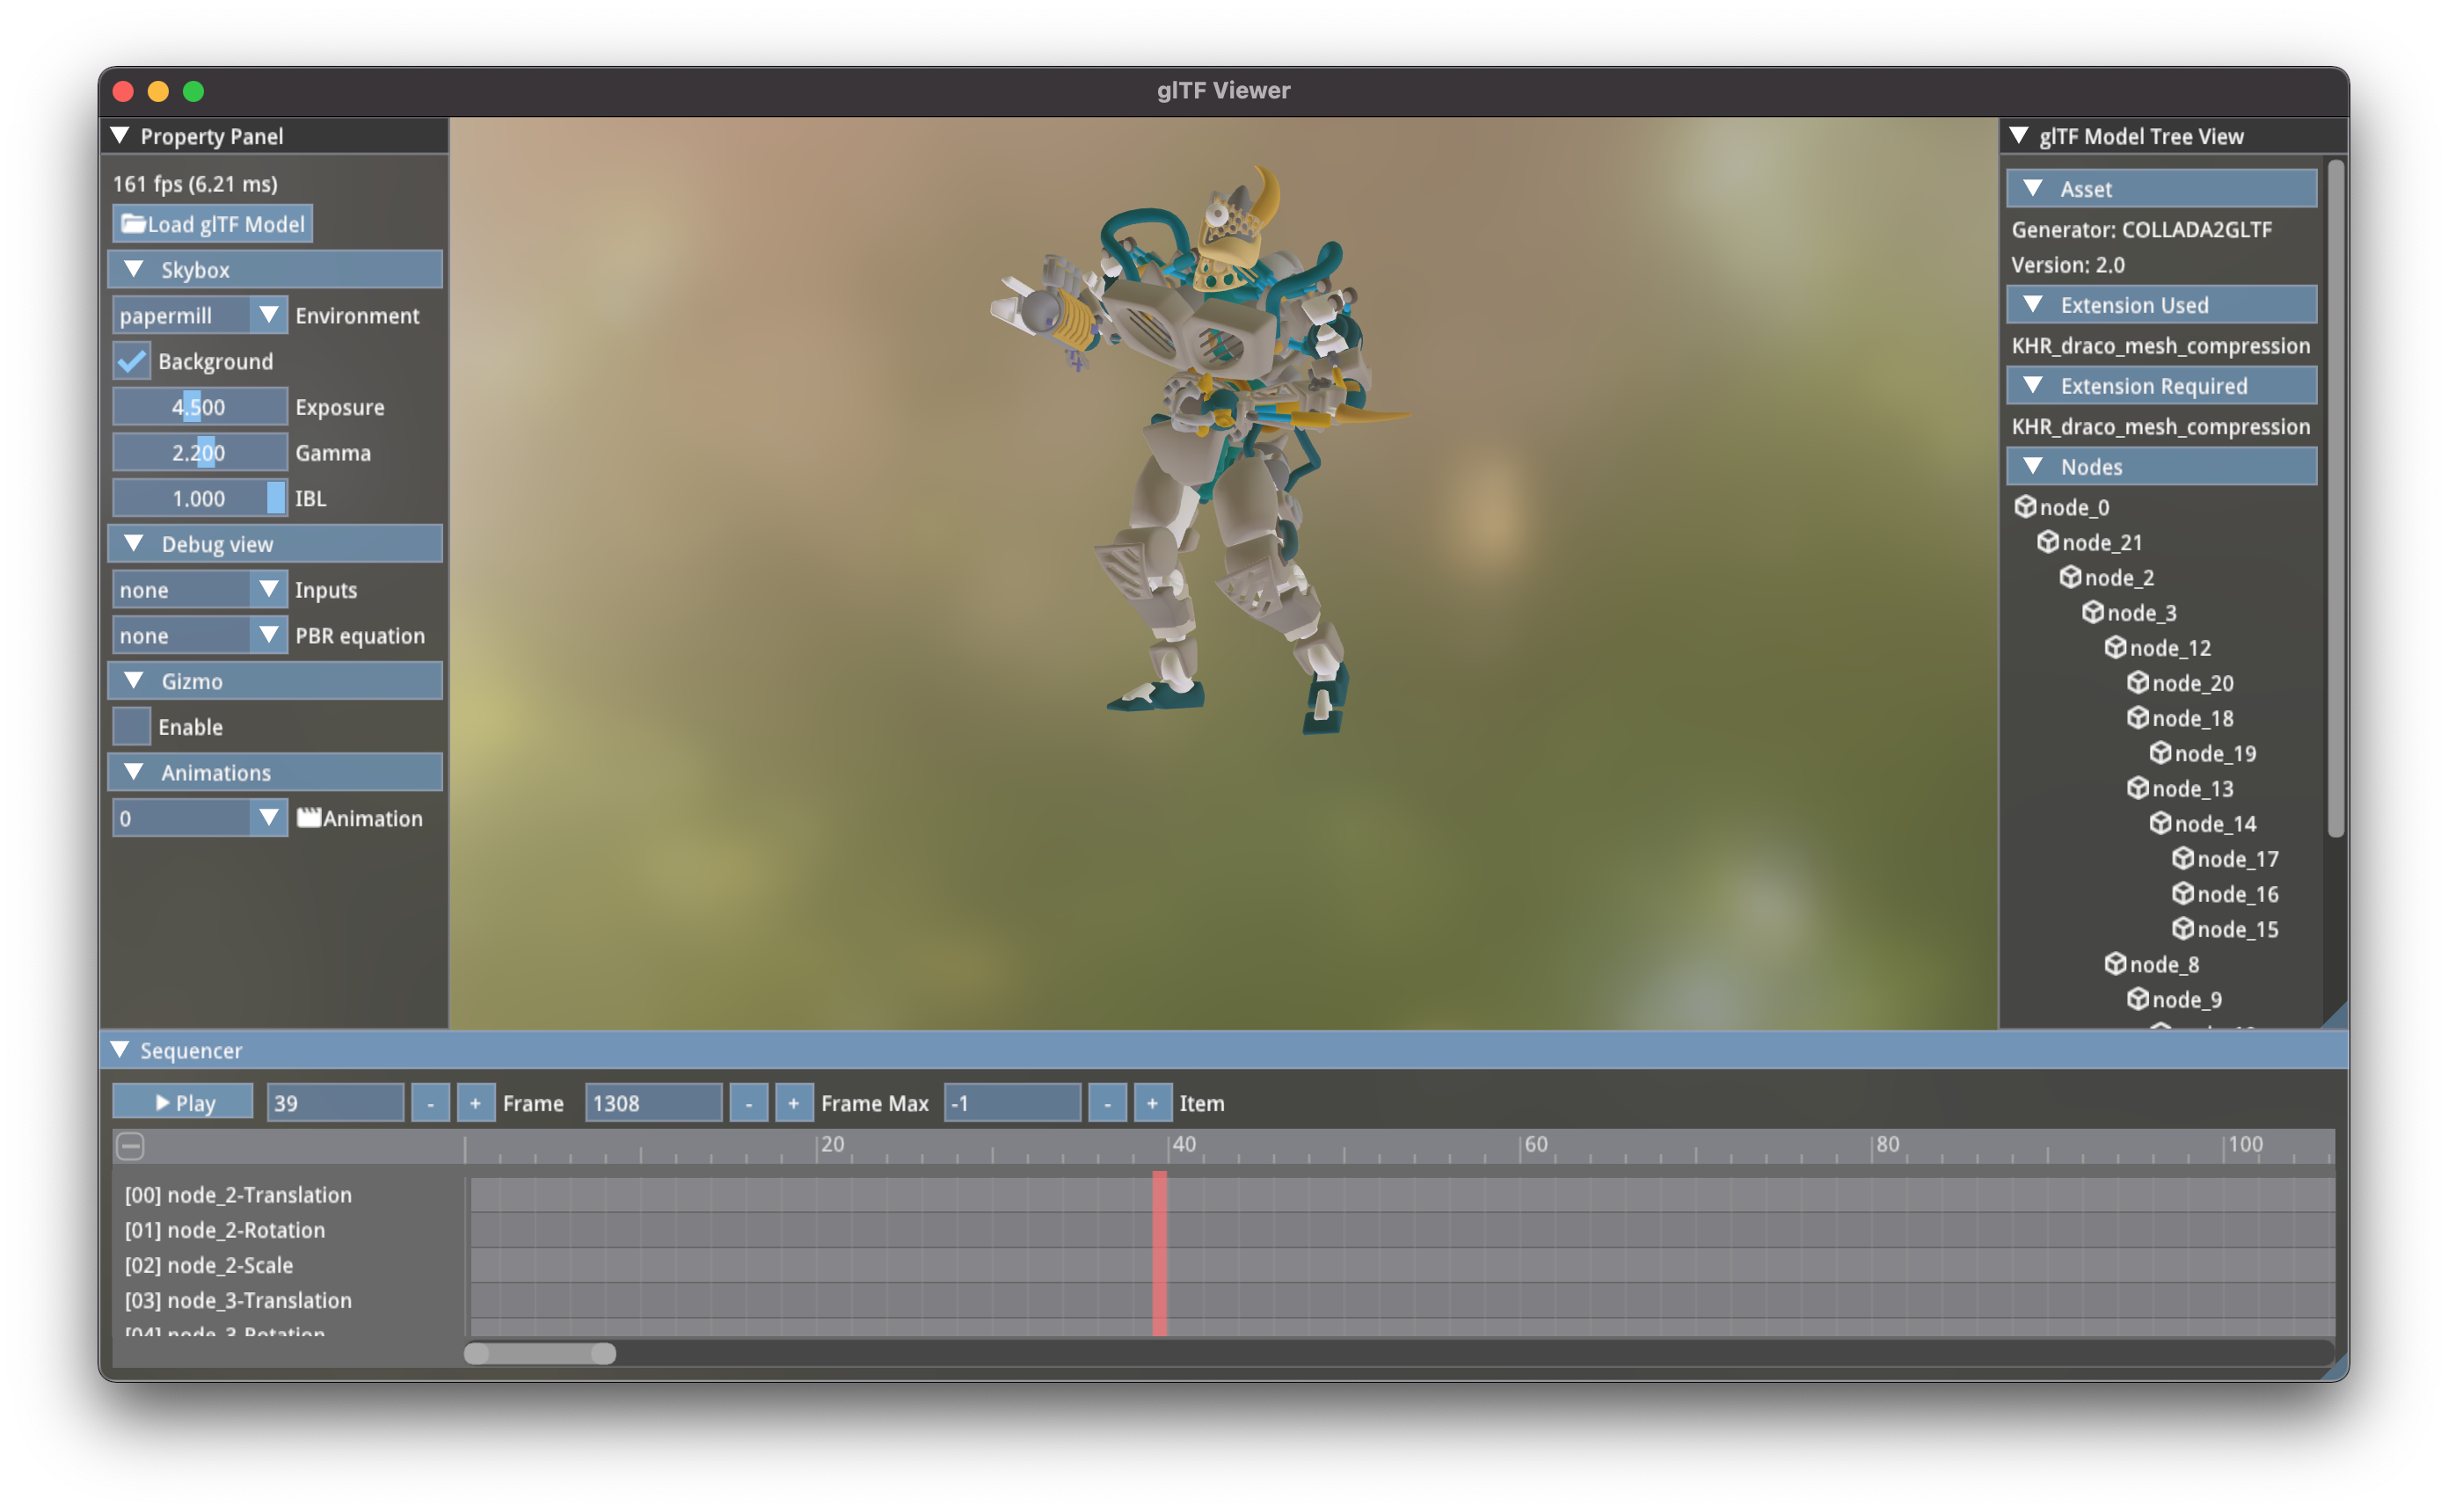 glTF Viewer
Property Panel
161 fps (6.21 ms)
Load glTF Model
Skybox
papermill Environment
Background
4.500 Exposure
2.200 Gamma
1.000 IBL
Debug view
none Inputs
none PBR equation
Gizmo
Enable
Animations
0 Animation
glTF Model Tree View
Asset
Generator: COLLADA2GLTF
Version: 2.0
Extension Used
KHR_draco_mesh_compression
Extension Required
KHR_draco_mesh_compression
Nodes
node_0
node_21
node_2
node_3
node_12
node_20
node_18
node_19
node_13
node_14
node_17
node_16
node_15
node_8
node_9
Sequencer
Play 39 - + Frame 1308 - + Frame Max -1 - + Item
20 40 60 80 100
[00] node_2-Translation
[01] node_2-Rotation
[02] node_2-Scale
[03] node_3-Translation
[04] node_3-Rotation